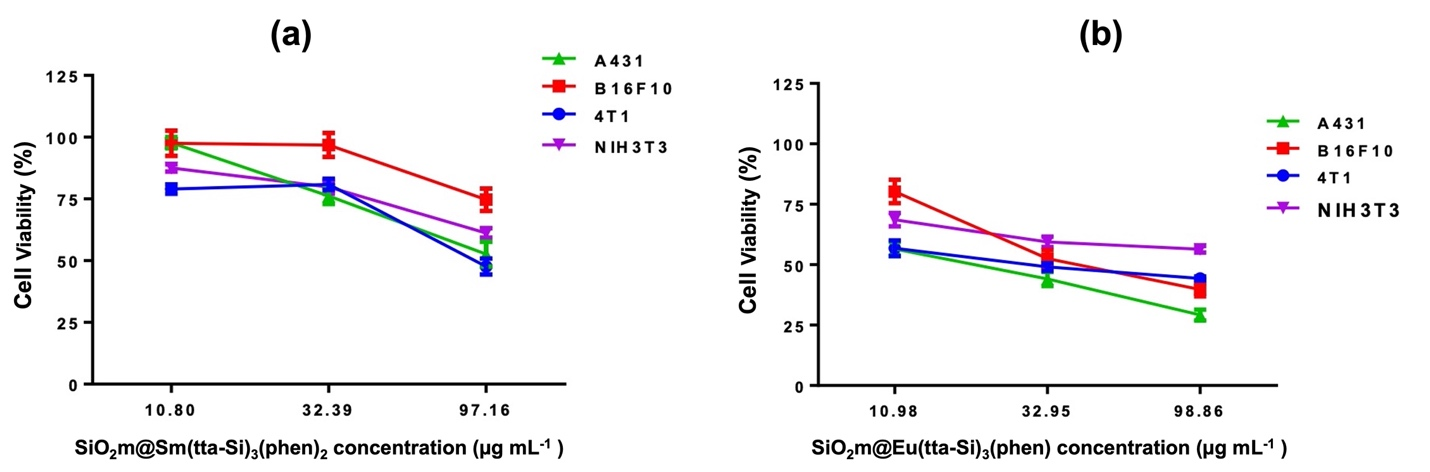 (a)
A431
B16F10
4T1
NIH3T3
125
100
75
50
25
0
Cell Viability (%)
10.80
32.39
97.16
SiO₂m@Sm(tta-Si)₃(phen)₂ concentration (µg mL⁻¹ )
(b)
A431
B16F10
4T1
NIH3T3
125
100
75
50
25
0
Cell Viability (%)
10.98
32.95
98.86
SiO₂m@Eu(tta-Si)₃(phen) concentration (µg mL⁻¹ )